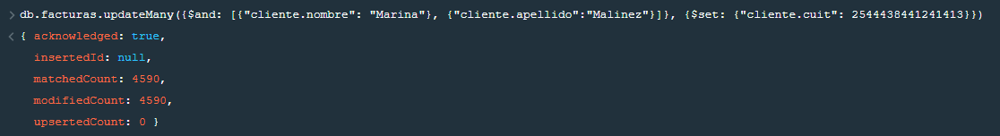 > db.facturas.updateMany({$and: [{"cliente.nombre": "Marina"}, {"cliente.apellido":"Malinez"}]}, {$set: {"cliente.cuit": 2544438441241413}})
< { acknowledged: true,
insertedId: null,
matchedCount: 4590,
modifiedCount: 4590,
upsertedCount: 0 }